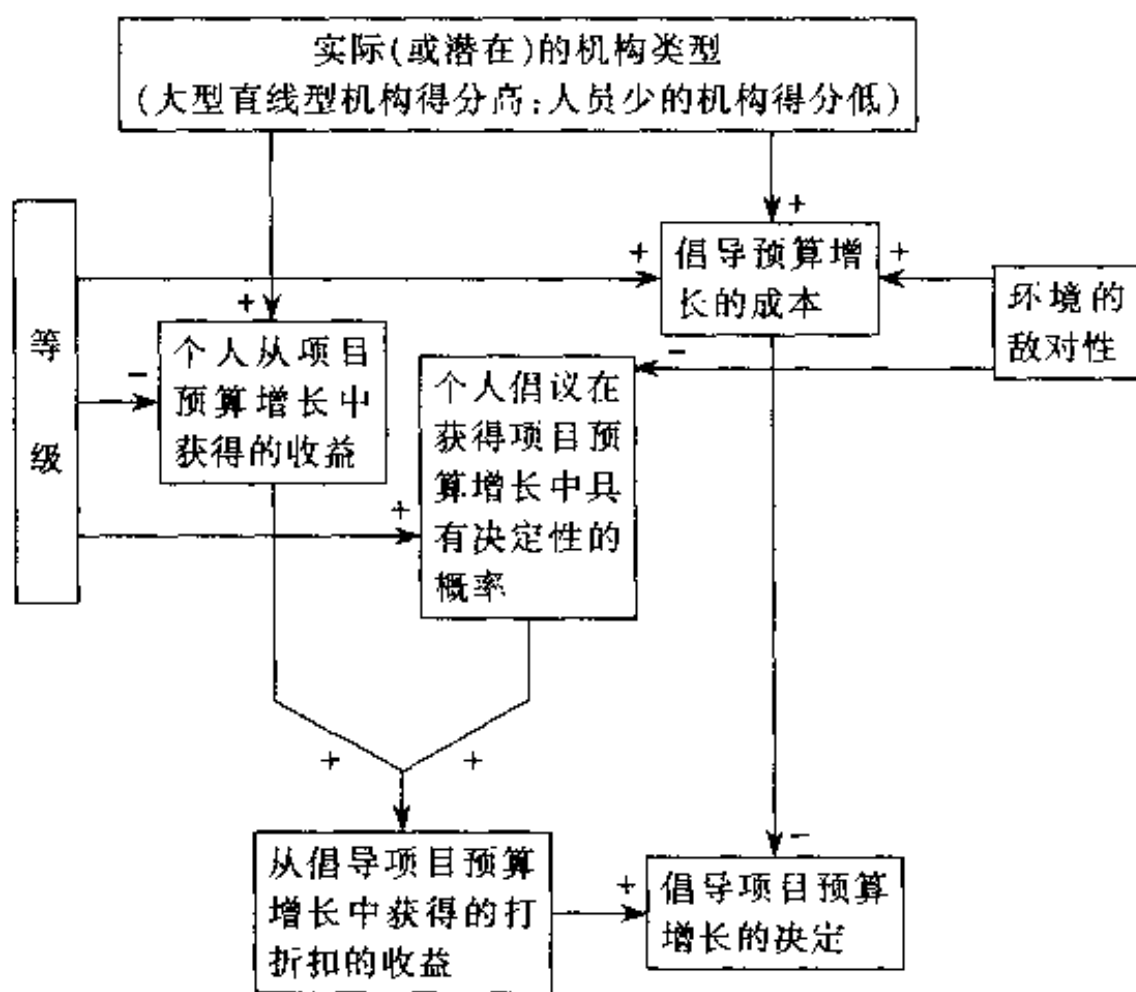 实际(或潜在)的机构类型
(大型直线型机构得分高;人员少的机构得分低)
+
+
倡导预算增
长的成本
+
环境的
敌对性
等
级
+
个人从项目
预算增长中
获得的收益
-
-
个人倡议在
获得项目预
算增长中具
有决定性的
概率
+
+
+
-
从倡导项目预算
增长中获得的打
折扣的收益
+
倡导项目预算
增长的决定